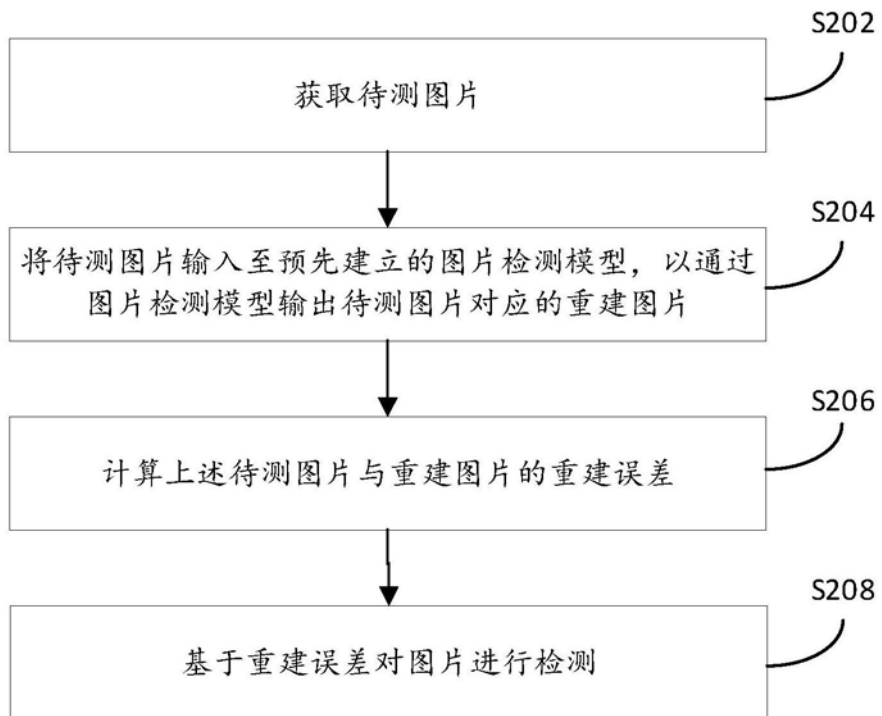 S202
获取待测图片
S204
将待测图片输入至预先建立的图片检测模型，以通过
图片检测模型输出待测图片对应的重建图片
S206
计算上述待测图片与重建图片的重建误差
S208
基于重建误差对图片进行检测